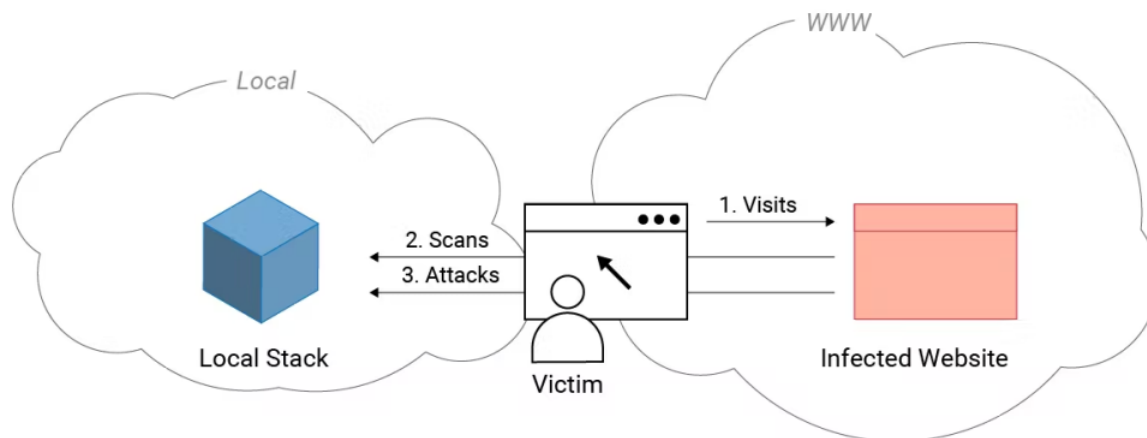 WWW
Local
1. Visits
2. Scans
3. Attacks
Local Stack
Infected Website
Victim